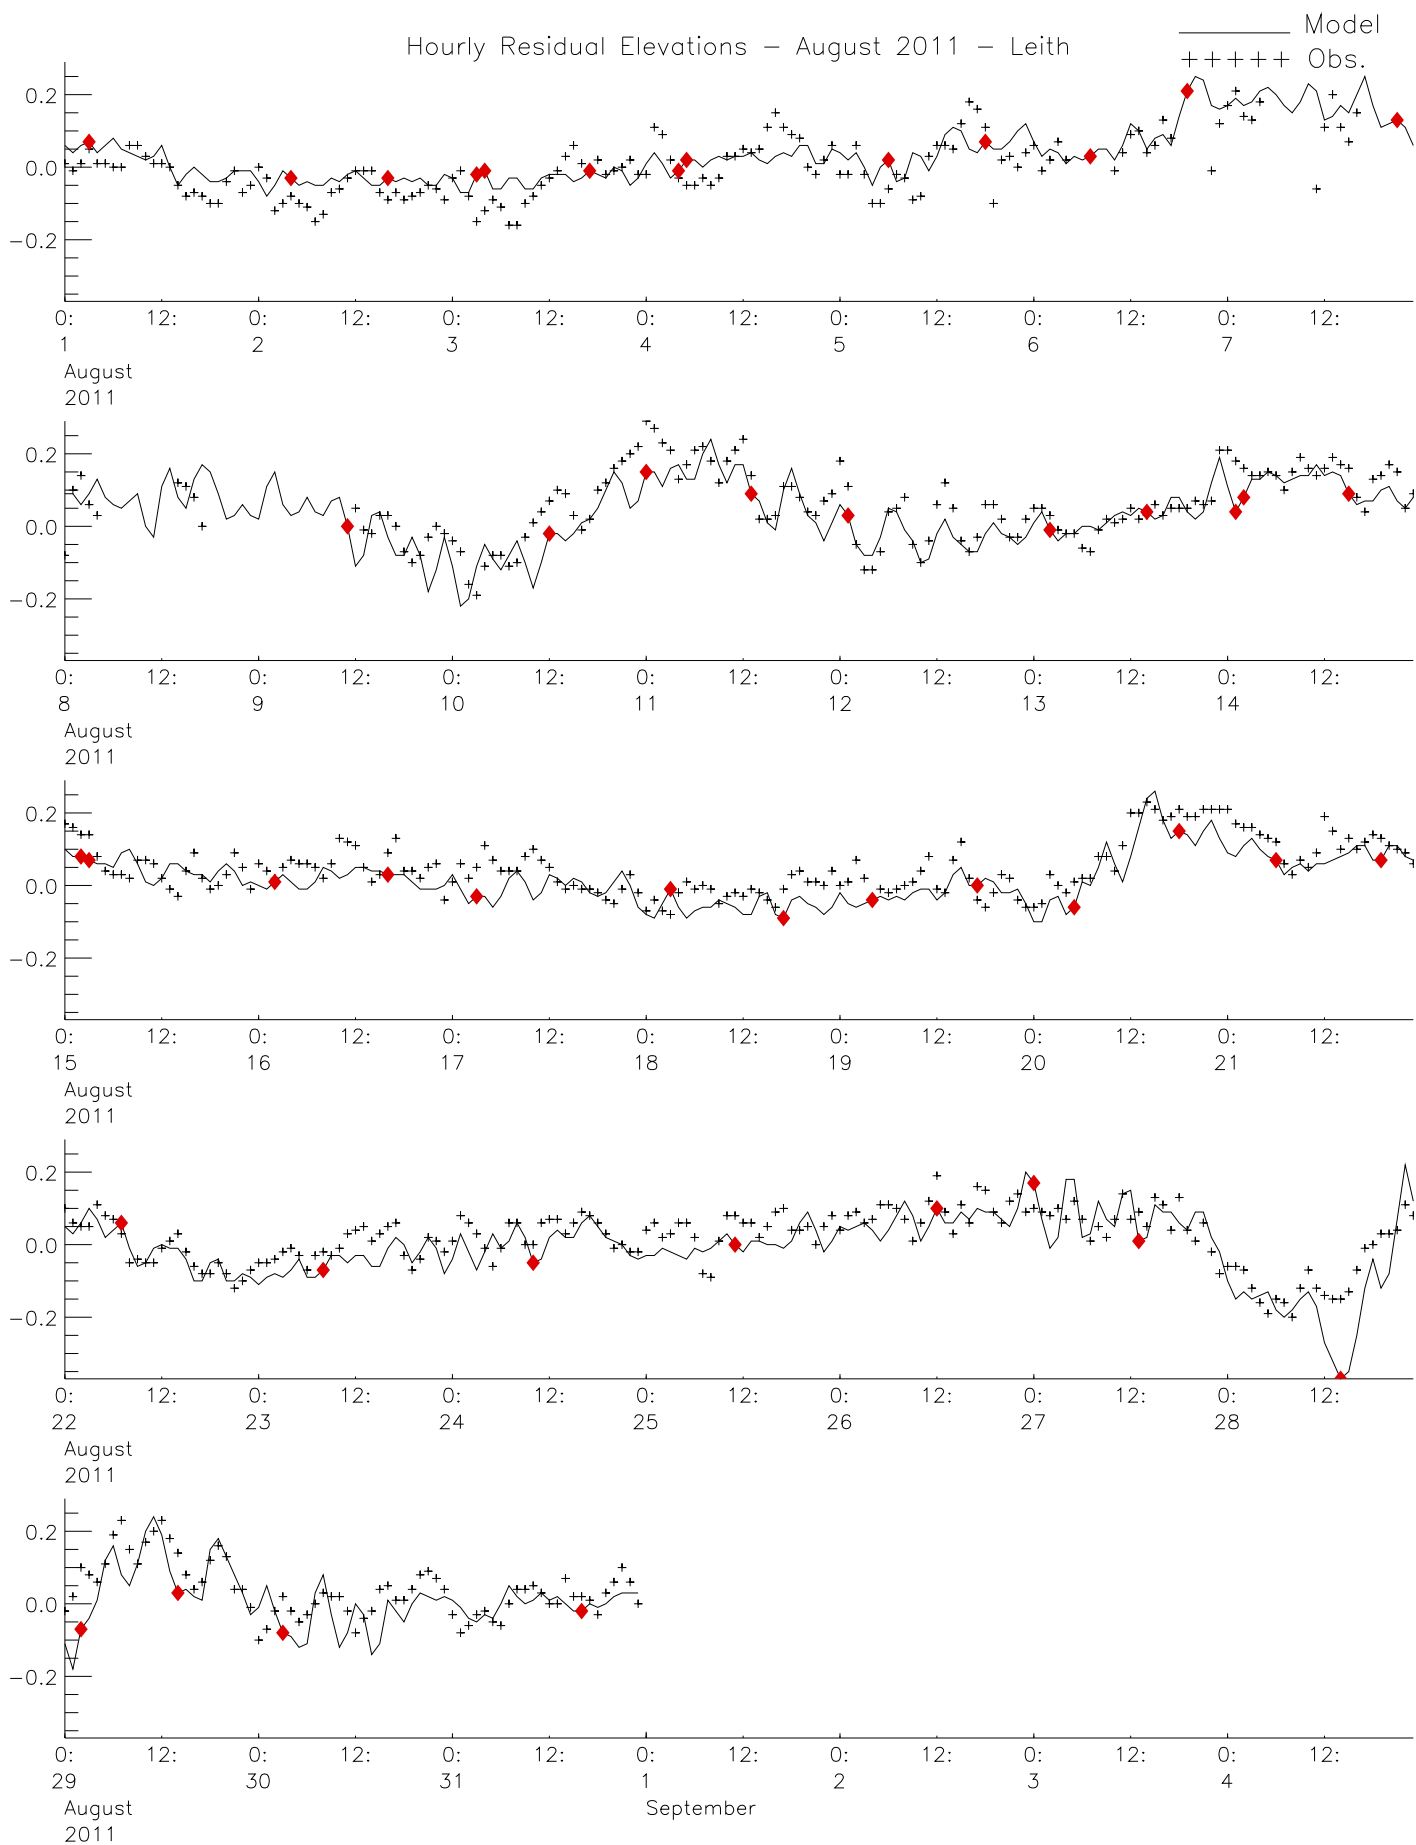 Hourly Residual Elevations − August 2011 − Leith
Model
Obs.
0.2
0.0
−0.2
0: 12: 0: 12: 0: 12: 0: 12: 0: 12: 0: 12: 0: 12:
1 2 3 4 5 6 7
August
2011
0.2
0.0
−0.2
0: 12: 0: 12: 0: 12: 0: 12: 0: 12: 0: 12: 0: 12:
8 9 10 11 12 13 14
August
2011
0.2
0.0
−0.2
0: 12: 0: 12: 0: 12: 0: 12: 0: 12: 0: 12: 0: 12:
15 16 17 18 19 20 21
August
2011
0.2
0.0
−0.2
0: 12: 0: 12: 0: 12: 0: 12: 0: 12: 0: 12: 0: 12:
22 23 24 25 26 27 28
August
2011
0.2
0.0
−0.2
0: 12: 0: 12: 0: 12: 0: 12: 0: 12: 0: 12: 0: 12:
29 30 31 1 2 3 4
August September
2011